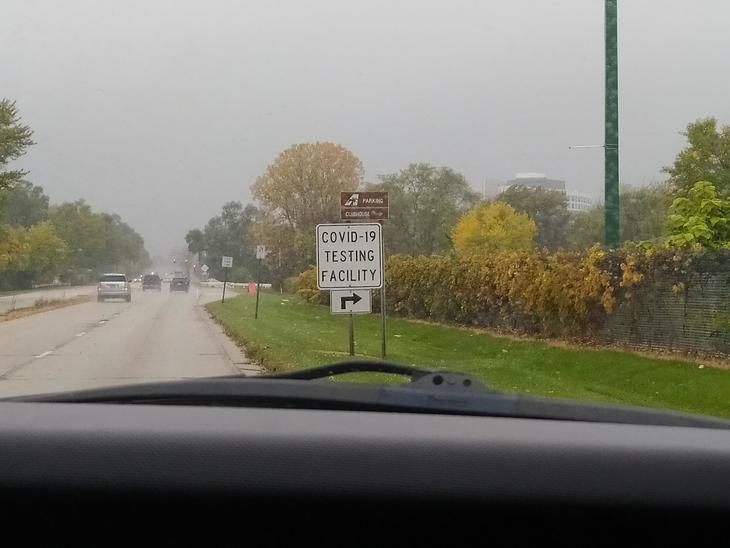 PARKING
CLUBHOUSE
COVID-19
TESTING
FACILITY